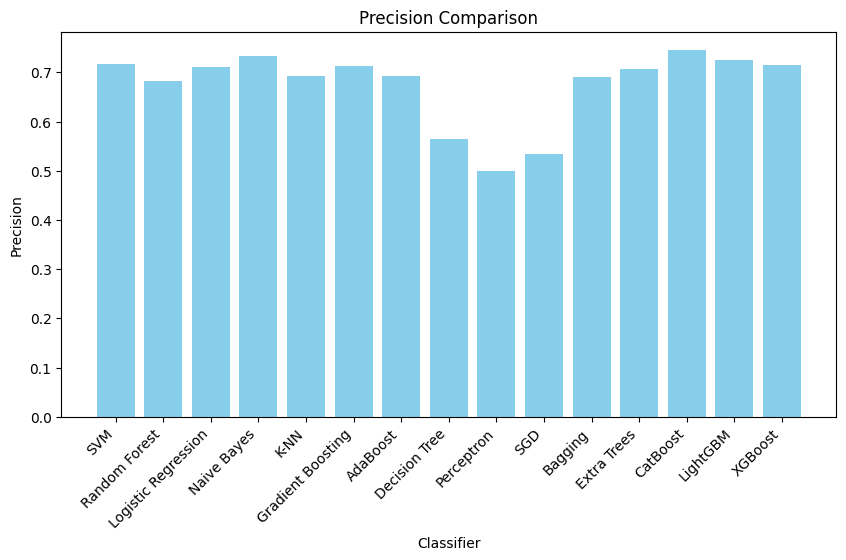 Precision Comparison
Precision
0.7
0.6
0.5
0.4
0.3
0.2
0.1
0.0
SVM
Random Forest
Logistic Regression
Naive Bayes
K-NN
Gradient Boosting
AdaBoost
Decision Tree
Perceptron
SGD
Bagging
Extra Trees
CatBoost
LightGBM
XGBoost
Classifier